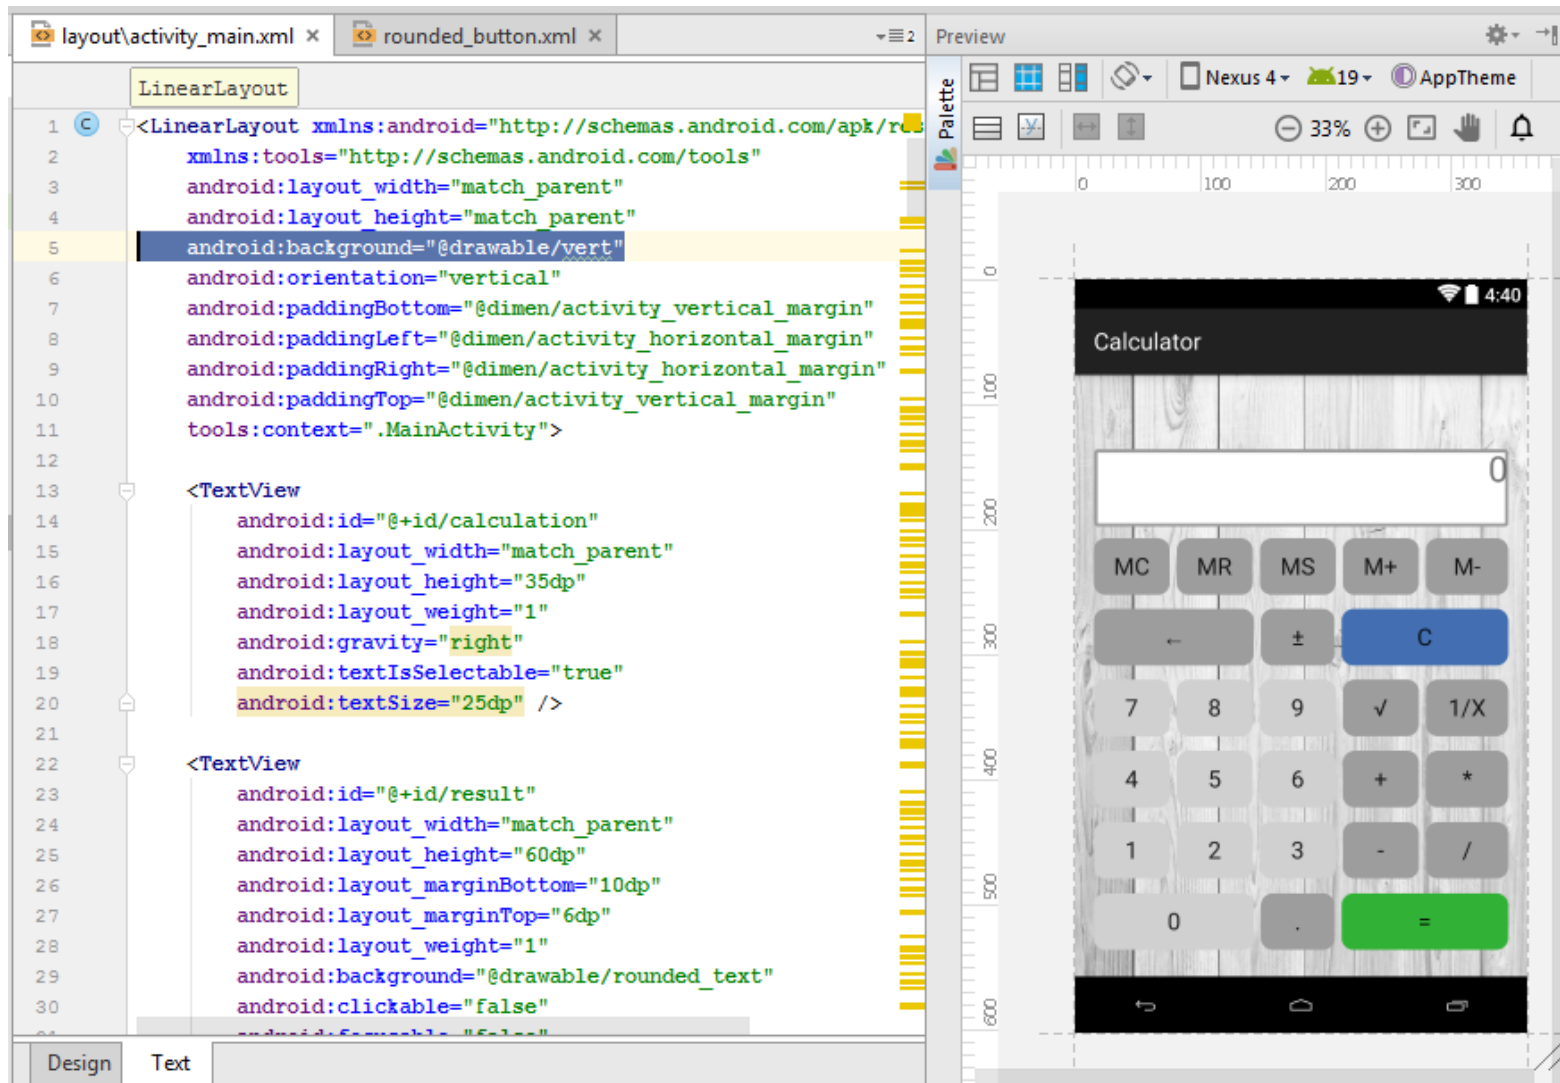 layout\activity_main.xml ×
rounded_button.xml ×
2
Preview
LinearLayout
Palette
Nexus 4
19
AppTheme
33%
1 C <LinearLayout xmlns:android="http://schemas.android.com/apk/res
2 xmlns:tools="http://schemas.android.com/tools"
3 android:layout_width="match_parent"
4 android:layout_height="match_parent"
5 android:background="@drawable/vert"
6 android:orientation="vertical"
7 android:paddingBottom="@dimen/activity_vertical_margin"
8 android:paddingLeft="@dimen/activity_horizontal_margin"
9 android:paddingRight="@dimen/activity_horizontal_margin"
10 android:paddingTop="@dimen/activity_vertical_margin"
11 tools:context=".MainActivity">
12
13 <TextView
14 android:id="@+id/calculation"
15 android:layout_width="match_parent"
16 android:layout_height="35dp"
17 android:layout_weight="1"
18 android:gravity="right"
19 android:textIsSelectable="true"
20 android:textSize="25dp" />
21
22 <TextView
23 android:id="@+id/result"
24 android:layout_width="match_parent"
25 android:layout_height="60dp"
26 android:layout_marginBottom="10dp"
27 android:layout_marginTop="6dp"
28 android:layout_weight="1"
29 android:background="@drawable/rounded_text"
30 android:clickable="false"
Design Text
0 100 200 300
0
100
200
300
400
500
600
4:40
Calculator
0
MC MR MS M+ M-
← ± C
7 8 9 √ 1/X
4 5 6 + *
1 2 3 - /
0 . =